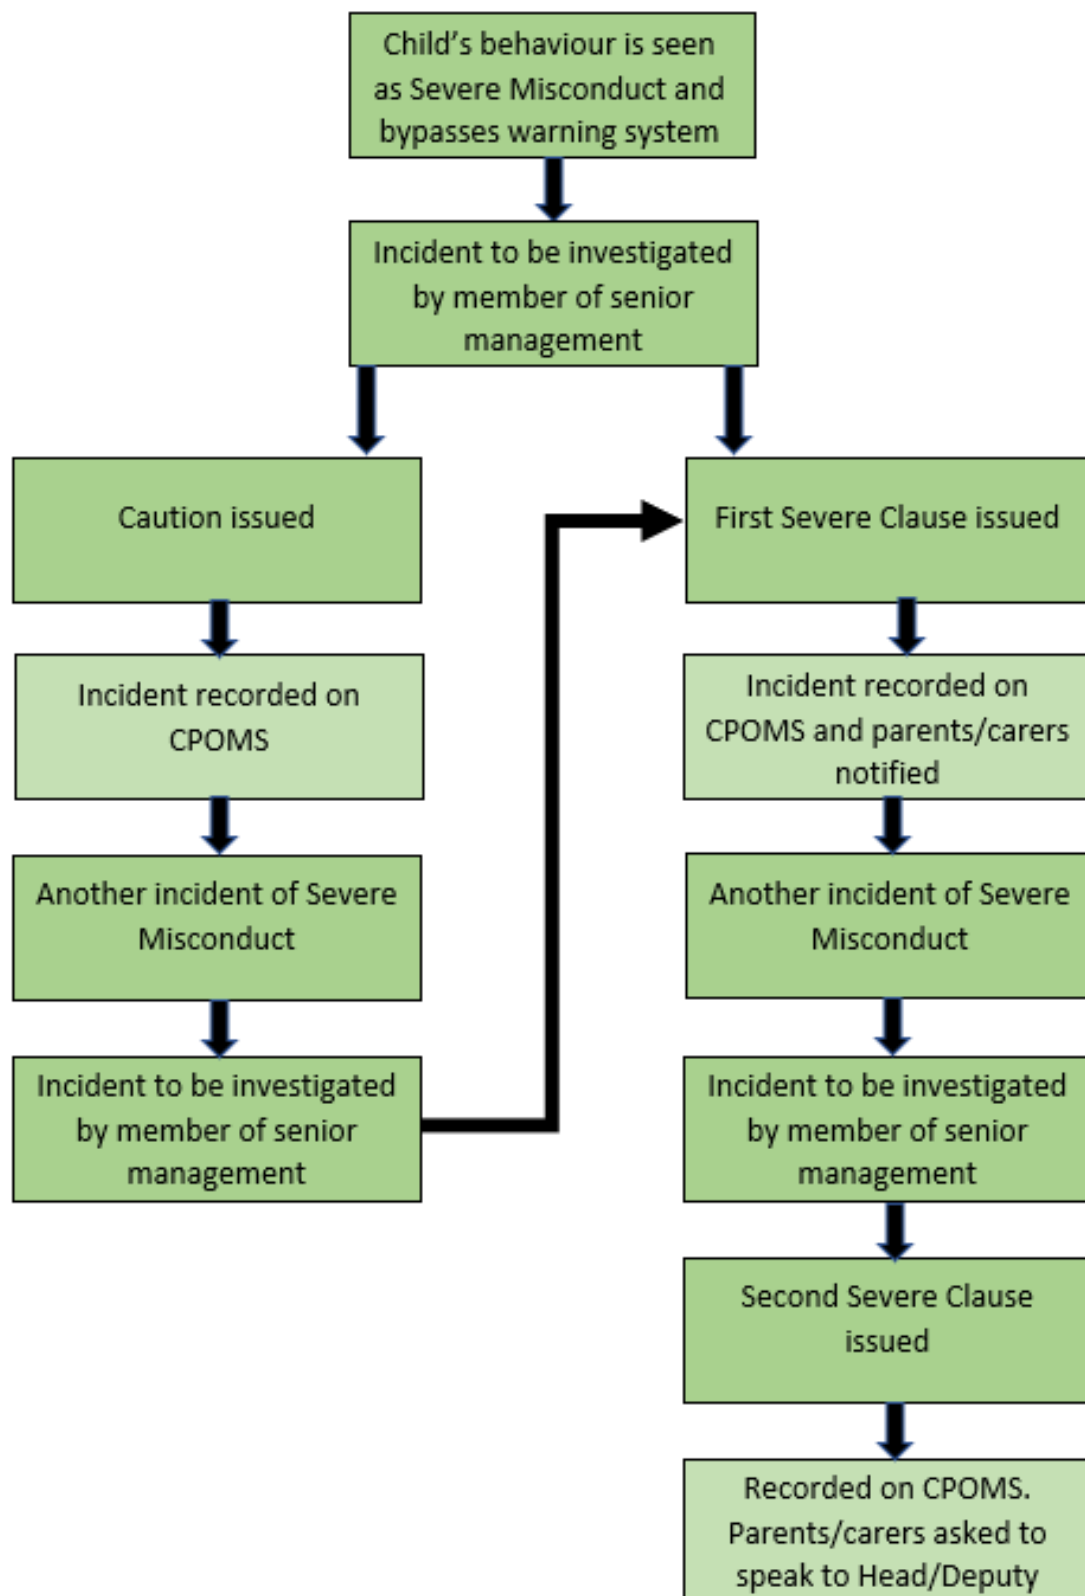 Child’s behaviour is seen
as Severe Misconduct and
bypasses warning system
Incident to be investigated
by member of senior
management
Caution issued
Incident recorded on
CPOMS
Another incident of Severe
Misconduct
Incident to be investigated
by member of senior
management
First Severe Clause issued
Incident recorded on
CPOMS and parents/carers
notified
Another incident of Severe
Misconduct
Incident to be investigated
by member of senior
management
Second Severe Clause
issued
Recorded on CPOMS.
Parents/carers asked to
speak to Head/Deputy